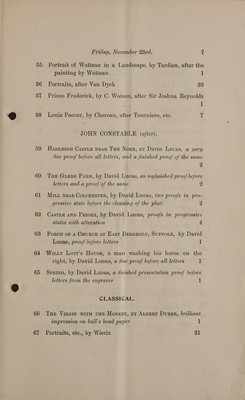 Friday, November 23rd. 7
55 Portrait of Watteau in a Landscape, by Tardieu, after the
painting by Watteau 1
56 Portraits, after Van Dyck 23
57 Prince Frederick, by C. Watson, after Sir Joshua Reynolds
1
58 Louis Pecour, by Chereau, after Tourniere, etc. 7
JOHN CONSTABLE (after).
59 Hadleigh Castle near The Nore, by David Lucas, a very
fine proof before all letters, and a finished proof of the same
2
60 The Glebe Farm, by David Lucas, an unfinished proof before
letters and a proof of the same 2
61 Mill near Colchester, by David Lucas, two proofs in pro-
gressive state before the cleaning of the plate 2
62 Castle and Priory, by David Lucas, proofs in progressive
states with alteration 4
63 Porch of a Church at East Bergholt, Suffolk, by David
Lucas, proof before letters 1
64 Willy Lott's House, a man washing his horse on the
right, by David Lucas, a fine proof before all letters 1
65 Spring, by David Lucas, a finished presentation proof before
letters from the engraver 1
CLASSICAL.
66 The Virgin with the Monkey, by Albert Durer, brilliant
impression on bull's head paper 1
67 Portraits, etc., by Wierix 21